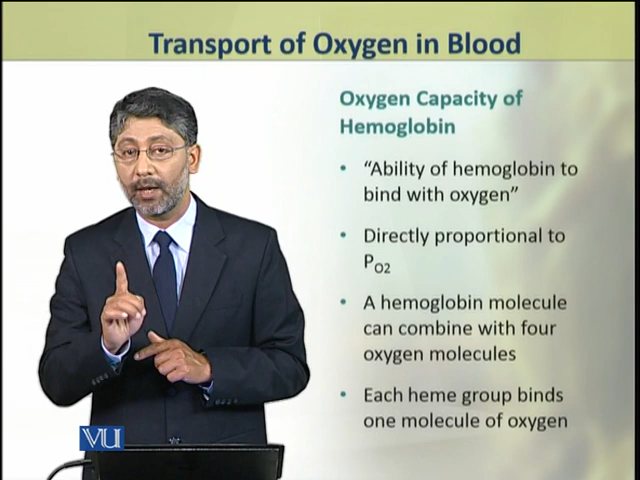 Transport of Oxygen in Blood
Oxygen Capacity of
Hemoglobin
• “Ability of hemoglobin to
bind with oxygen”
• Directly proportional to
PO2
• A hemoglobin molecule
can combine with four
oxygen molecules
• Each heme group binds
one molecule of oxygen
VU